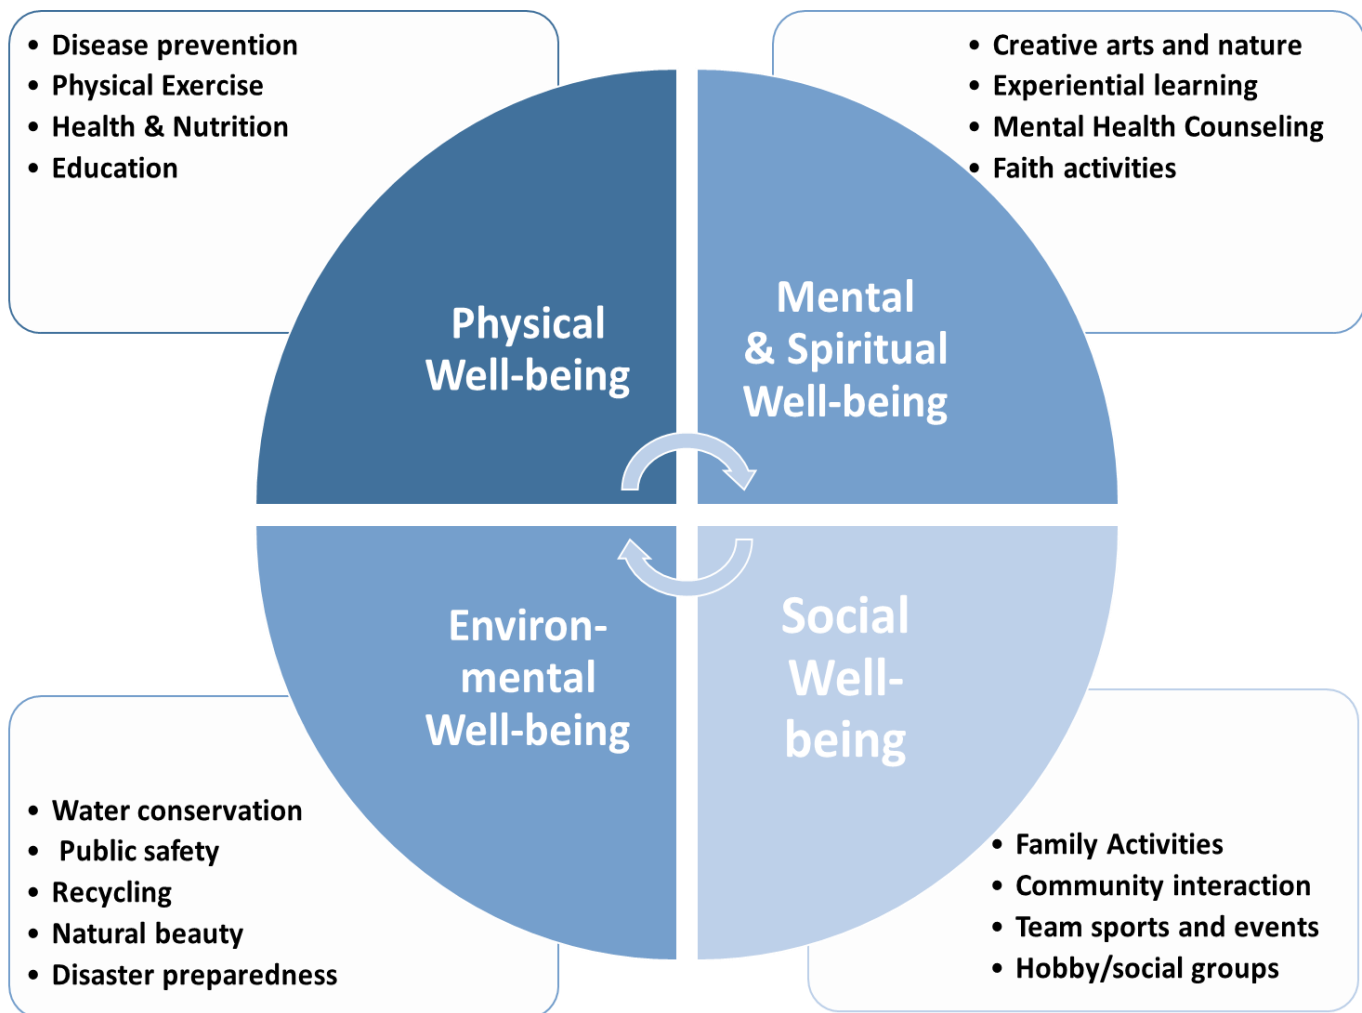 • Disease prevention
• Physical Exercise
• Health & Nutrition
• Education
• Creative arts and nature
• Experiential learning
• Mental Health Counseling
• Faith activities
Physical
Well-being
Mental
& Spiritual
Well-being
Environ-
mental
Well-being
Social
Well-
being
• Water conservation
• Public safety
• Recycling
• Natural beauty
• Disaster preparedness
• Family Activities
• Community interaction
• Team sports and events
• Hobby/social groups